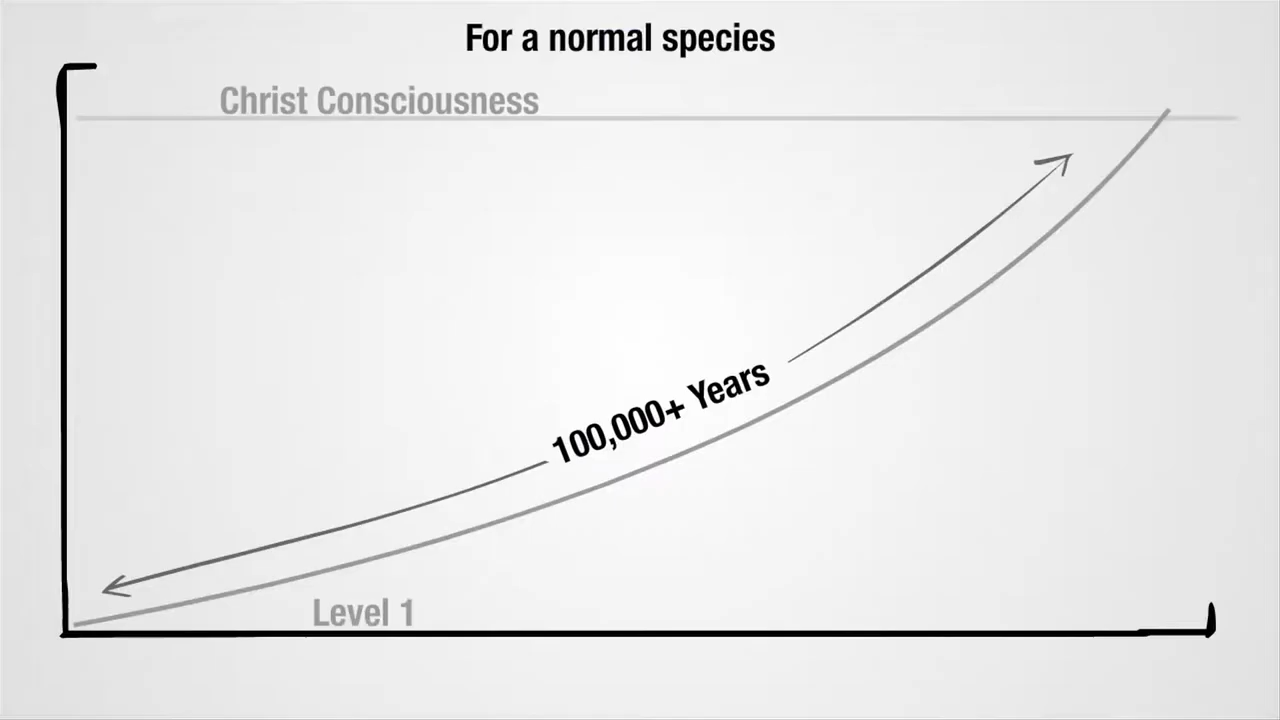 For a normal species
Christ Consciousness
100,000+ Years
Level 1